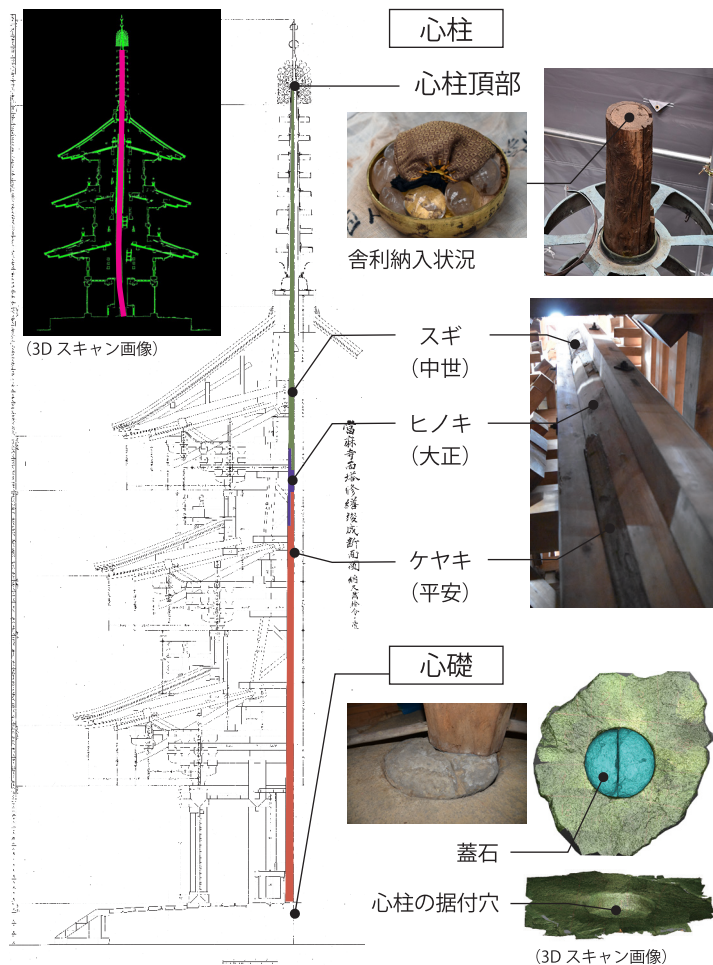 心柱
心柱頂部
舎利納入状況
(3D スキャン画像)
スギ
(中世)
ヒノキ
(大正)
ケヤキ
(平安)
當麻寺西塔修繕竣成断面圖
心礎
蓋石
心柱の据付穴
(3D スキャン画像)